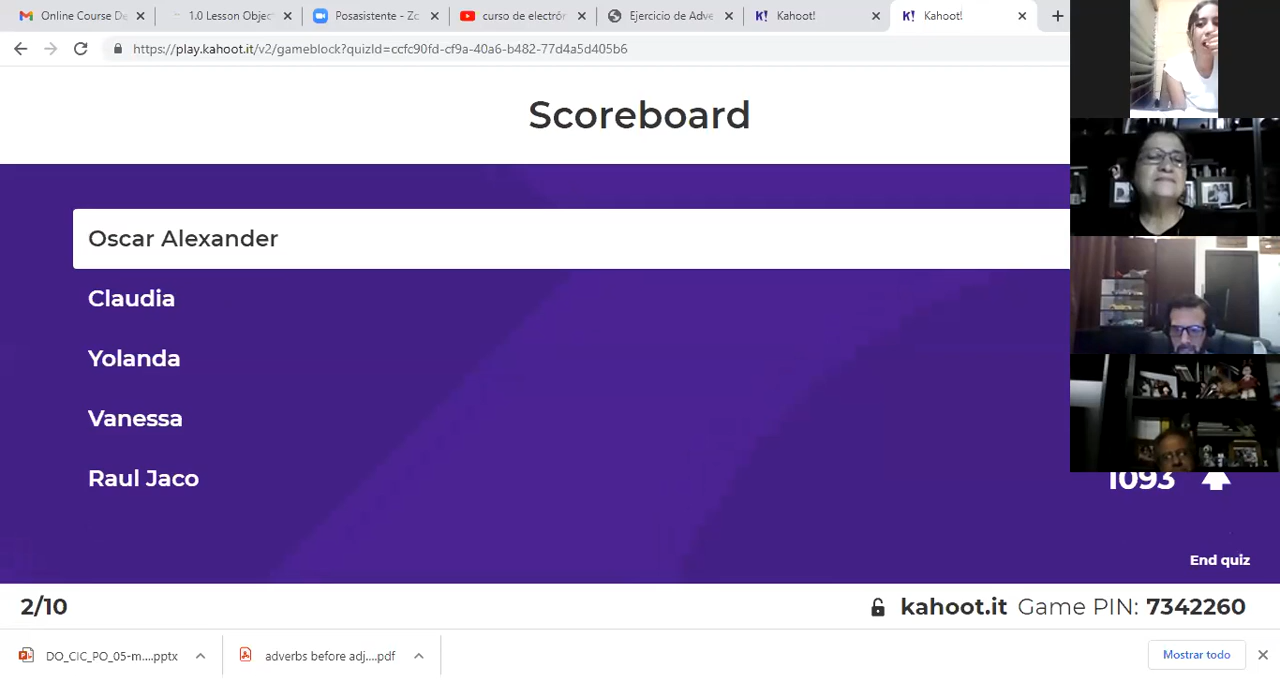 Online Course De
1.0 Lesson Objec
Posasistente - Zo
curso de electrór
Ejercicio de Adve
Kahoot!
Kahoot!
https://play.kahoot.it/v2/gameblock?quizId=ccfc90fd-cf9a-40a6-b482-77d4a5d405b6
Scoreboard
Oscar Alexander
Claudia
Yolanda
Vanessa
Raul Jaco 1093
End quiz
2/10 kahoot.it Game PIN: 7342260
DO_CIC_PO_05-m....pptx adverbs before adj....pdf Mostrar todo